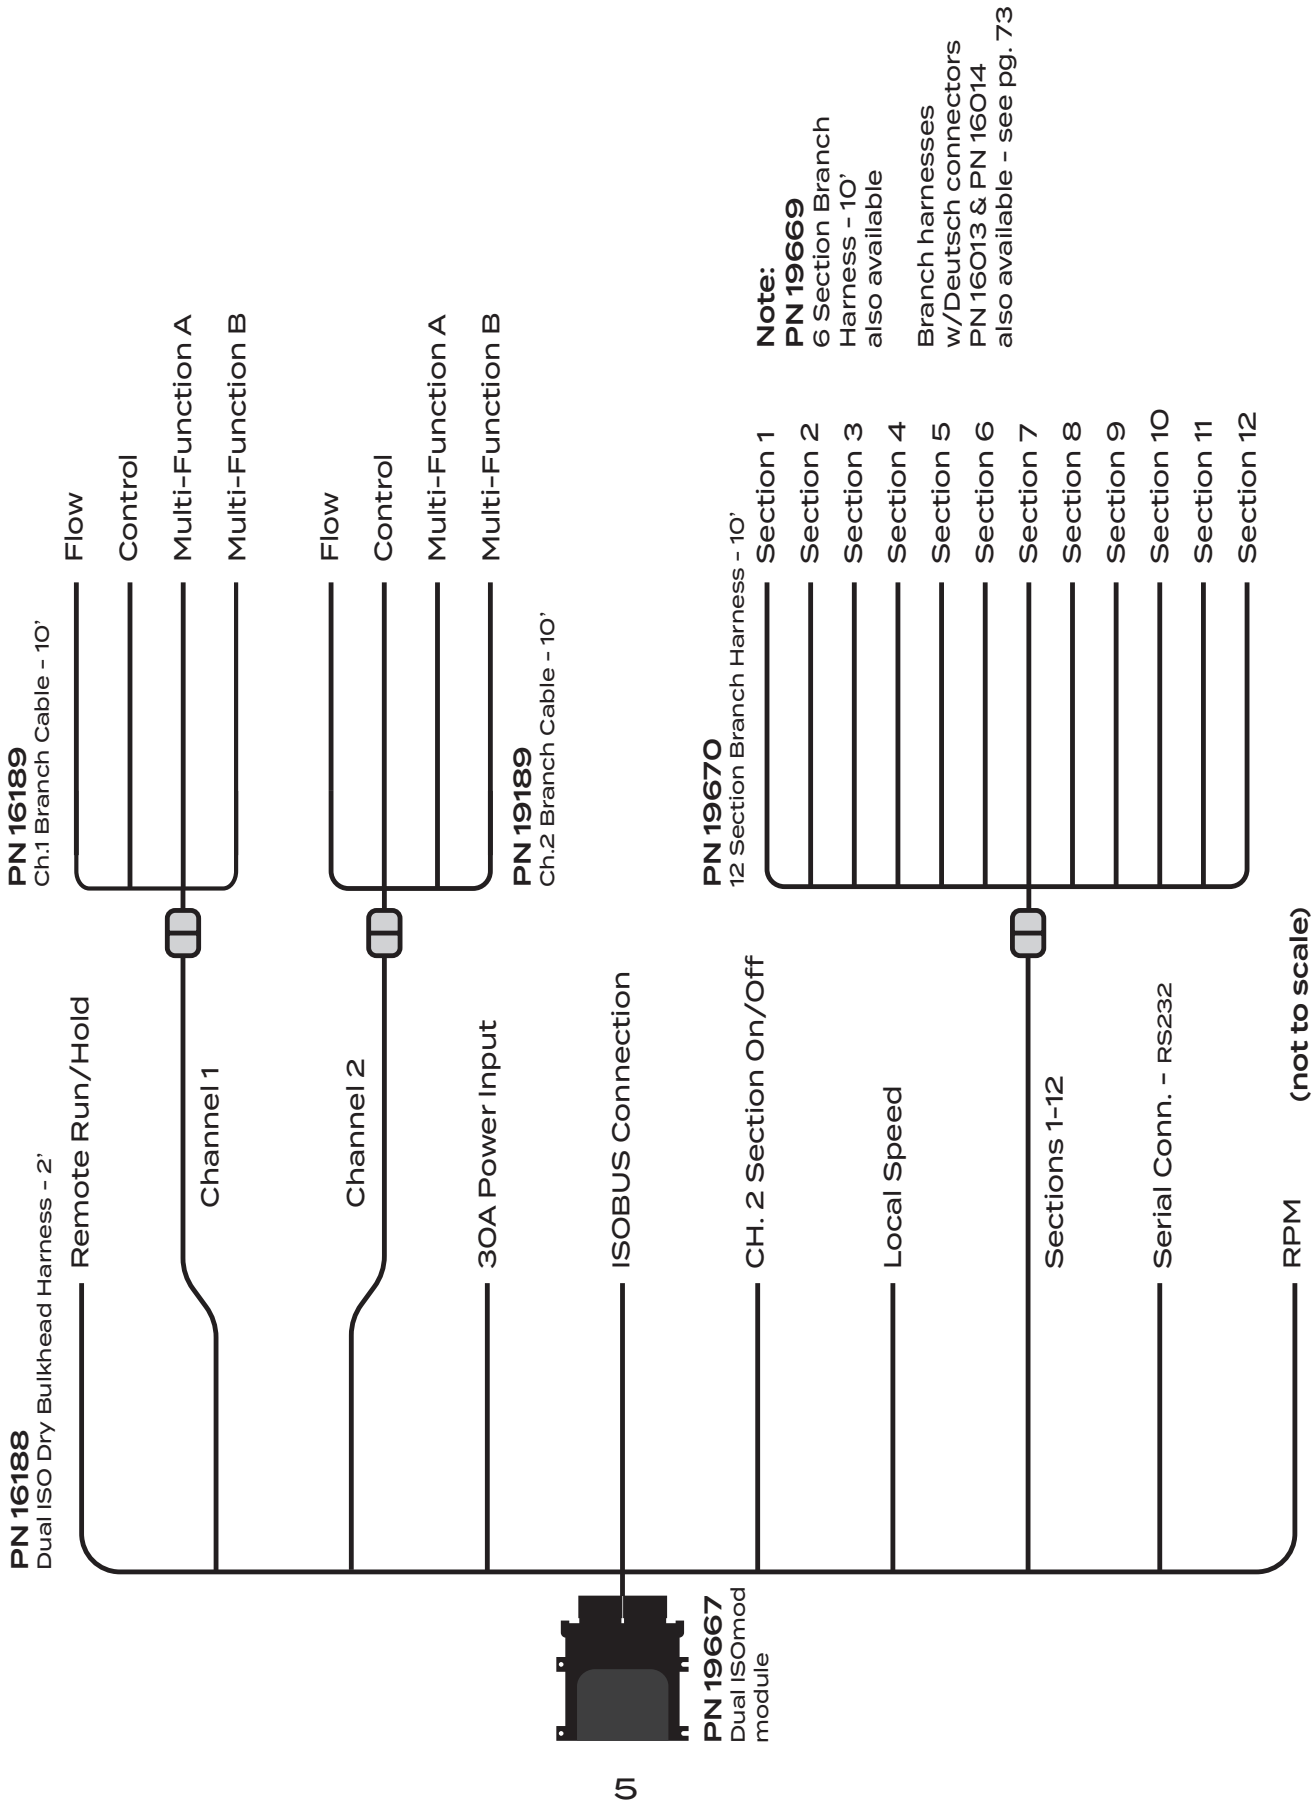 PN 16188
Dual ISO Dry Bulkhead Harness - 2’
Remote Run/Hold
Channel 1
Channel 2
30A Power Input
ISOBUS Connection
CH. 2 Section On/Off
Local Speed
Sections 1-12
Serial Conn. - RS232
RPM
PN 19667
Dual ISOmod
module
PN 16189
Ch.1 Branch Cable - 10’
Flow
Control
Multi-Function A
Multi-Function B
Flow
Control
Multi-Function A
Multi-Function B
PN 19189
Ch.2 Branch Cable - 10’
PN 19670
12 Section Branch Harness - 10’
Section 1
Section 2
Section 3
Section 4
Section 5
Section 6
Section 7
Section 8
Section 9
Section 10
Section 11
Section 12
Note:
PN 19669
6 Section Branch
Harness - 10’
also available
Branch harnesses
w/Deutsch connectors
PN 16013 & PN 16014
also available - see pg. 73
(not to scale)
5